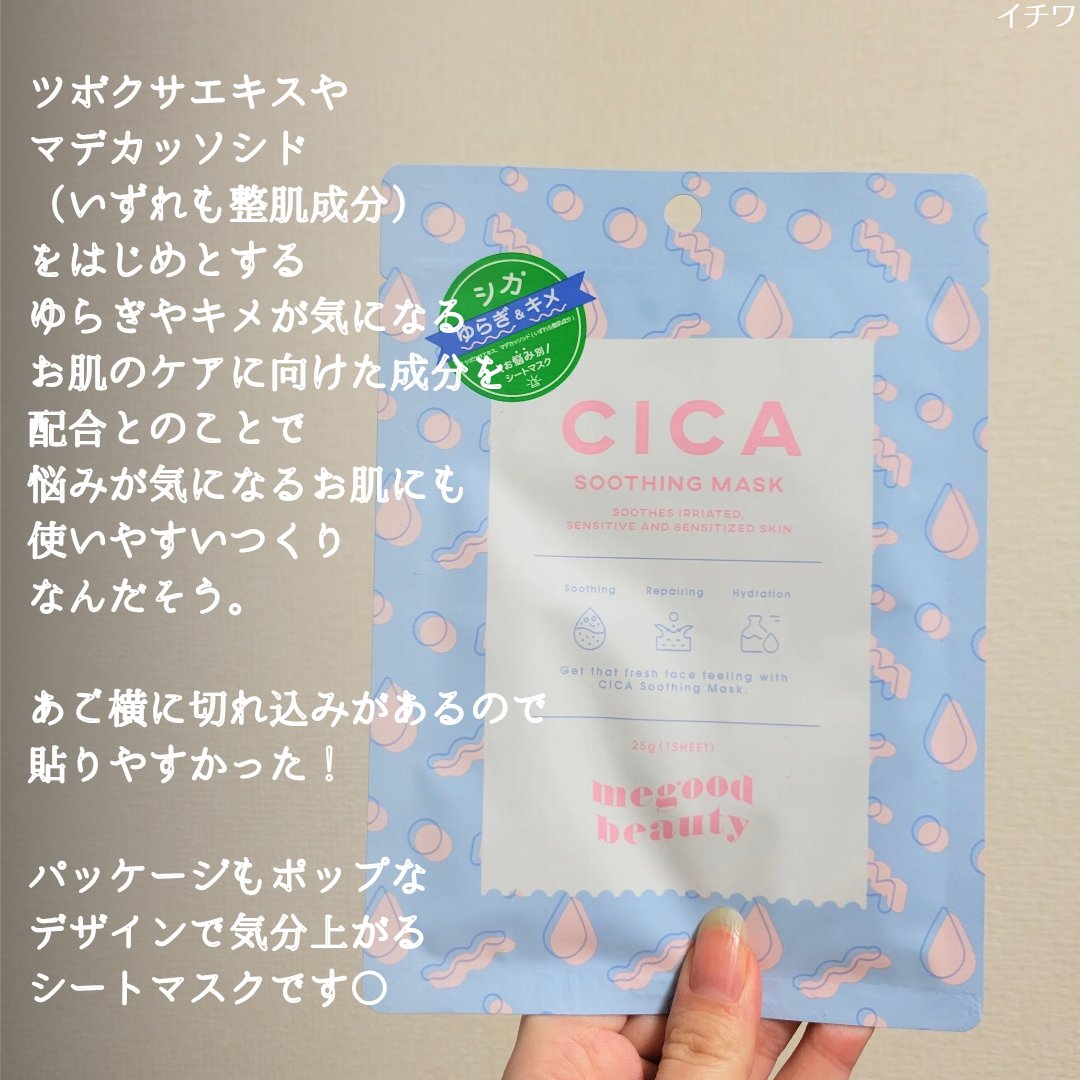 イチワ
ツボクサエキスや
マデカッソシド
（いずれも整肌成分）
をはじめとする
ゆらぎやキメが気になる
お肌のケアに向けた成分を
配合とのことで
悩みが気になるお肌にも
使いやすいつくり
なんだそう。
あご横に切れ込みがあるので
貼りやすかった！
パッケージもポップな
デザインで気分上がる
シートマスクです〇
シカ*
ゆらぎ&キメ
お悩み別
シートマスク
CICA
SOOTHING MASK
SOOTHES IRRIATED,
SENSITIVE AND SENSITIZED SKIN
Soothing Repairing Hydration
Get that fresh face feeling with
CICA Soothing Mask.
25g (1SHEET)
megood
beauty